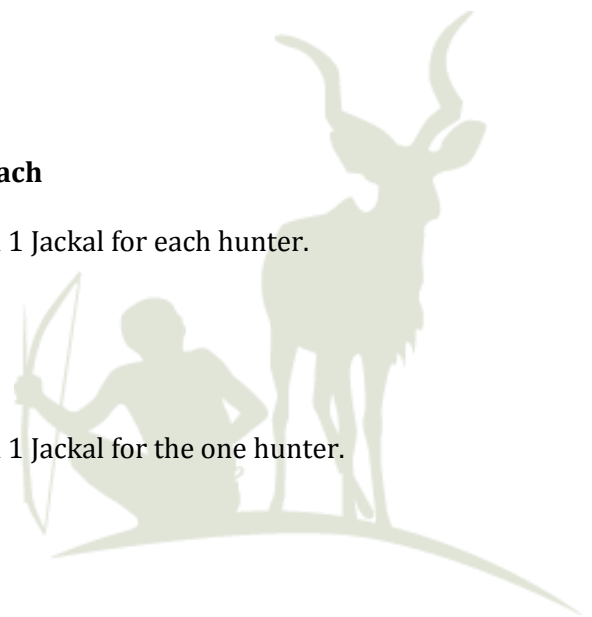 ach
1 Jackal for each hunter.
1 Jackal for the one hunter.